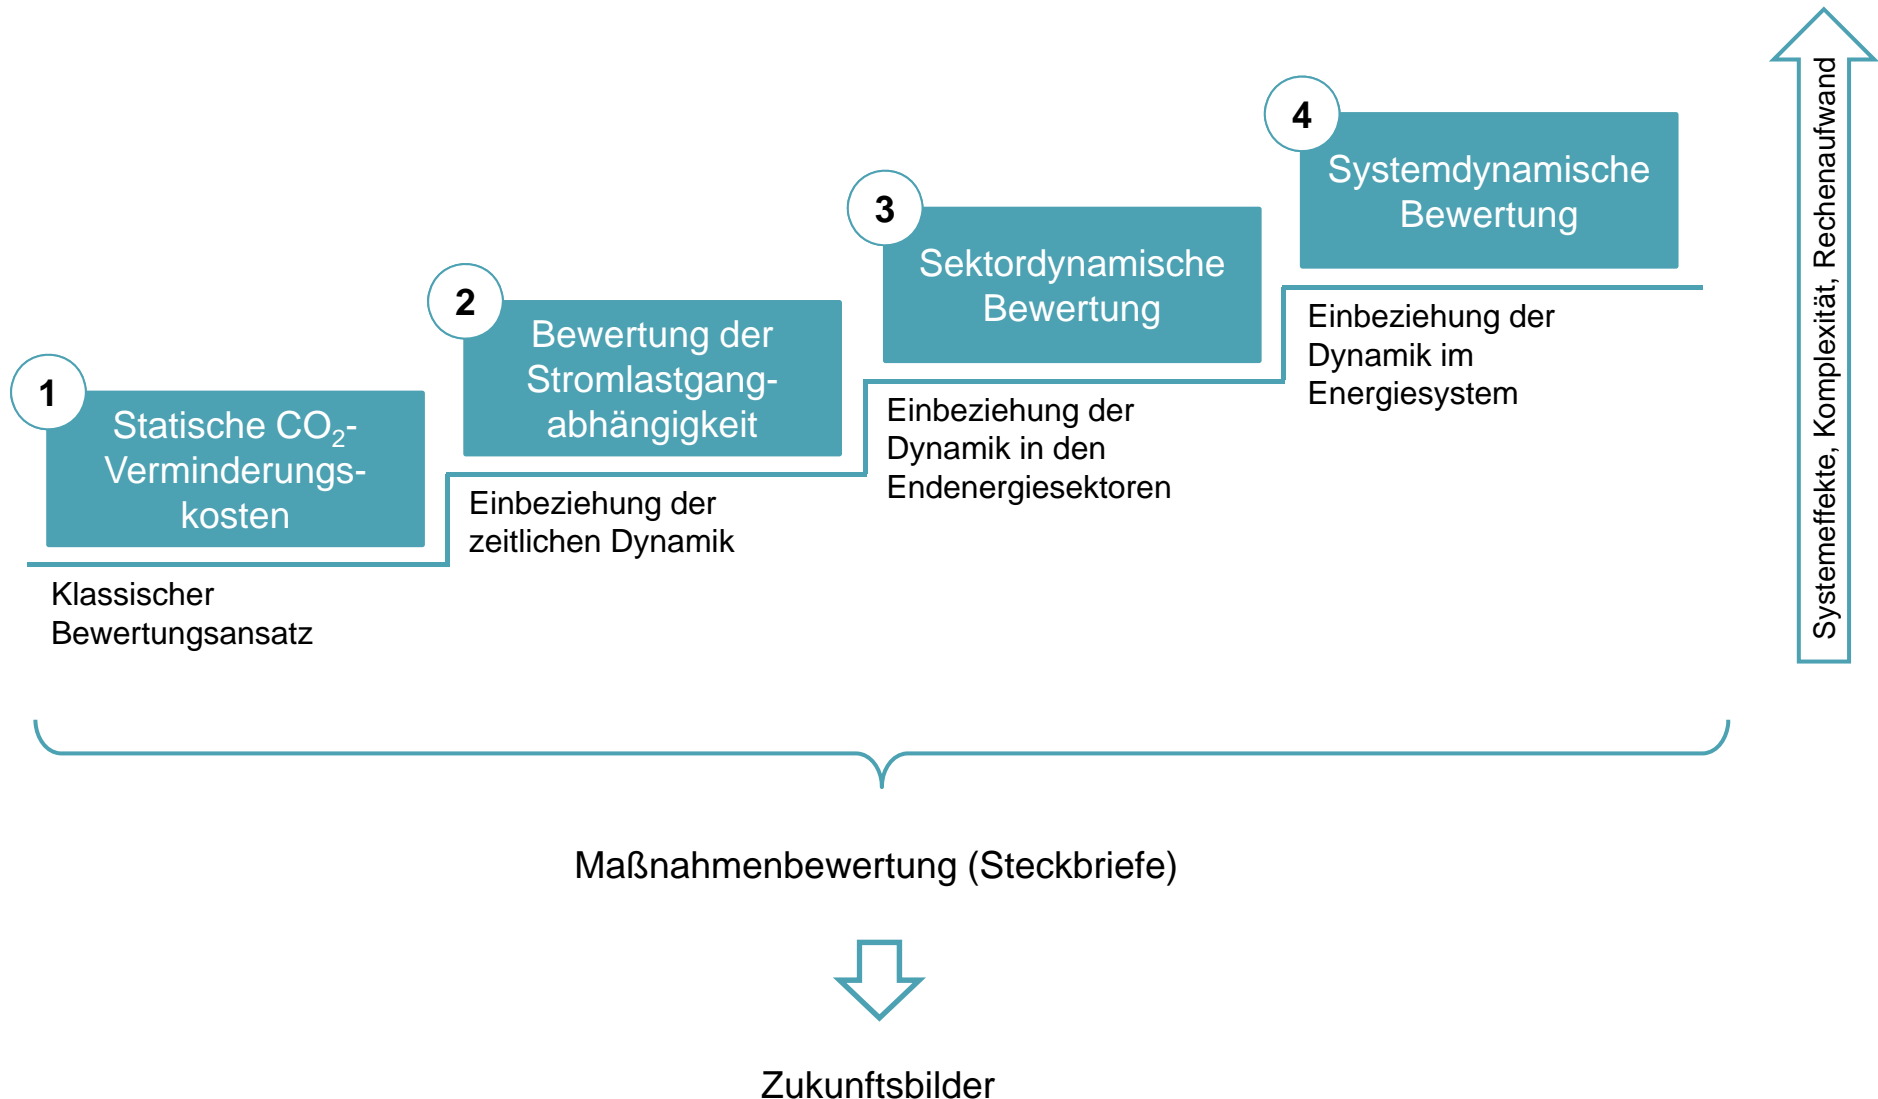 1
Statische CO₂-
Verminderungs-
kosten
Klassischer
Bewertungsansatz
2
Bewertung der
Stromlastgang-
abhängigkeit
Einbeziehung der
zeitlichen Dynamik
3
Sektordynamische
Bewertung
Einbeziehung der
Dynamik in den
Endenergiesektoren
4
Systemdynamische
Bewertung
Einbeziehung der
Dynamik im
Energiesystem
Systemeffekte, Komplexität, Rechenaufwand
Maßnahmenbewertung (Steckbriefe)
Zukunftsbilder